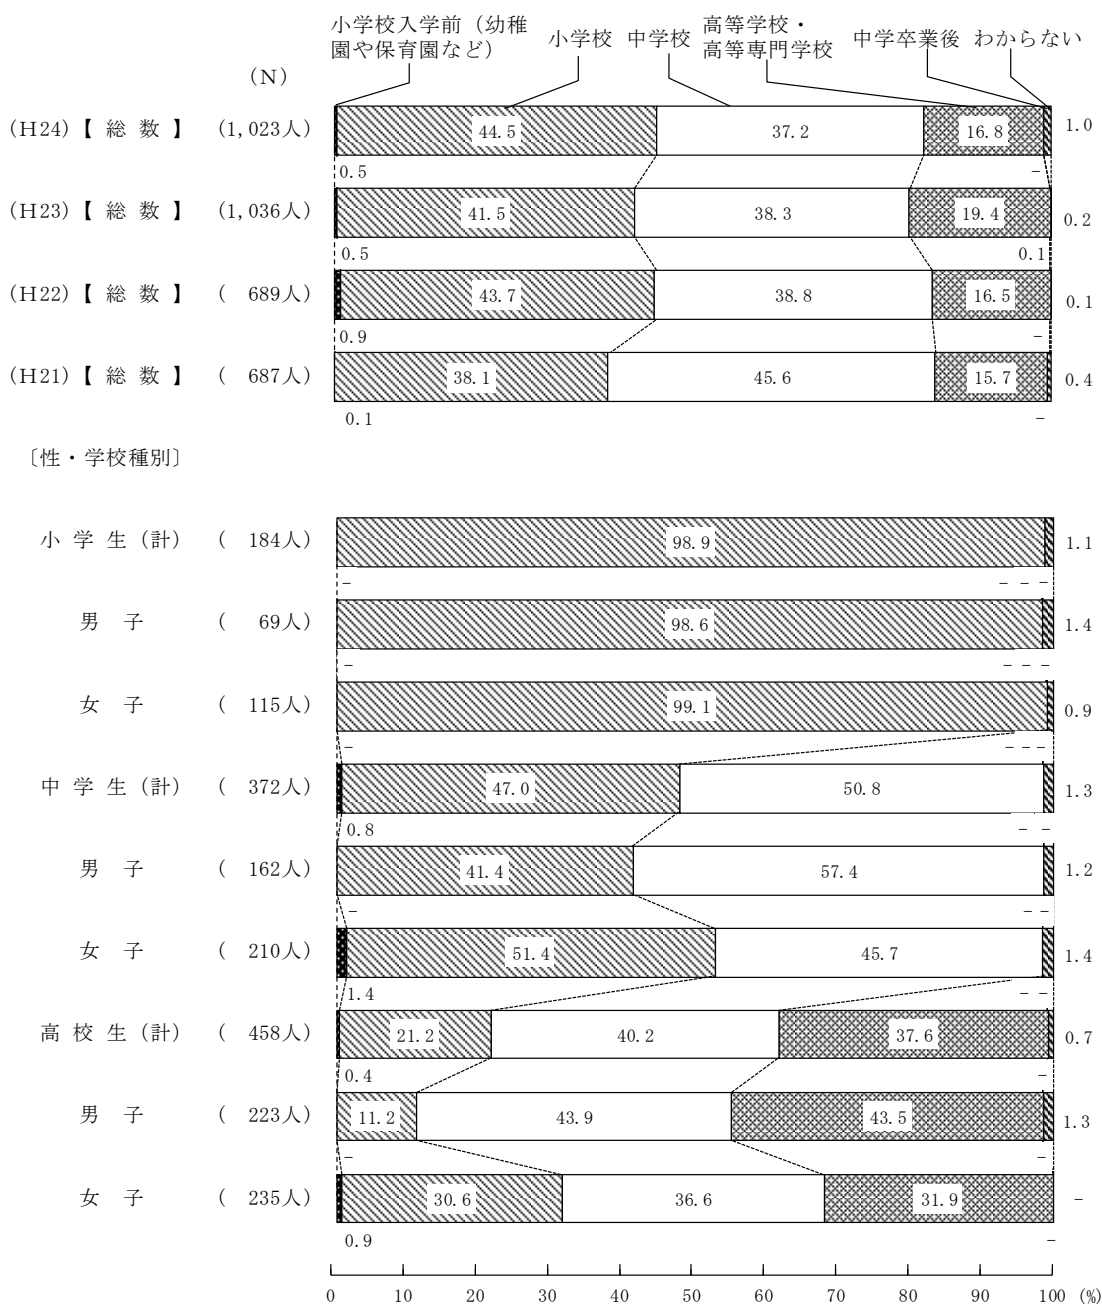 小学校入学前（幼稚
園や保育園など）
小学校 中学校 高等学校・
高等専門学校 中学卒業後 わからない
（Ｎ）
(H24)【 総 数 】 (1,023人) 44.5 37.2 16.8 1.0
0.5 －
(H23)【 総 数 】 (1,036人) 41.5 38.3 19.4 0.2
0.5 0.1
(H22)【 総 数 】 ( 689人) 43.7 38.8 16.5 0.1
0.9 －
(H21)【 総 数 】 ( 687人) 38.1 45.6 15.7 0.4
0.1 －
〔性・学校種別〕
小 学 生（計） ( 184人) 98.9 1.1
－ － － －
男 子 ( 69人) 98.6 1.4
－ － － －
女 子 ( 115人) 99.1 0.9
－ － － －
中 学 生（計） ( 372人) 47.0 50.8 1.3
0.8 － －
男 子 ( 162人) 41.4 57.4 1.2
－ － －
女 子 ( 210人) 51.4 45.7 1.4
1.4 － －
高 校 生（計） ( 458人) 21.2 40.2 37.6 0.7
0.4 －
男 子 ( 223人) 11.2 43.9 43.5 1.3
－ －
女 子 ( 235人) 30.6 36.6 31.9 －
0.9 －
0 10 20 30 40 50 60 70 80 90 100 (%)